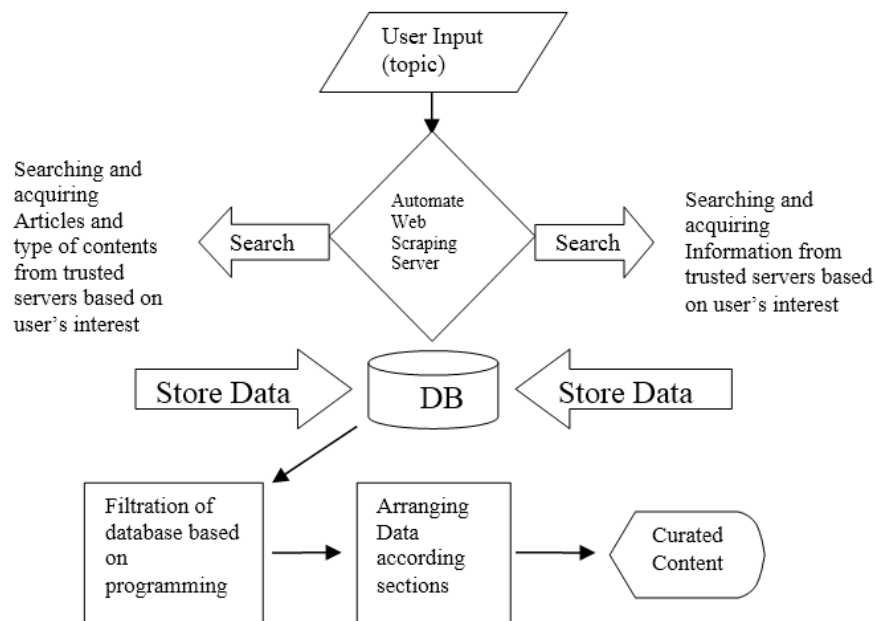 User Input
(topic)
Searching and
acquiring
Articles and
type of contents
from trusted
servers based on
user's interest
Search
Automate
Web
Scraping
Server
Search
Searching and
acquiring
Information from
trusted servers based
on user's interest
Store Data
DB
Store Data
Filtration of
database based
on
programming
Arranging
Data
according
sections
Curated
Content